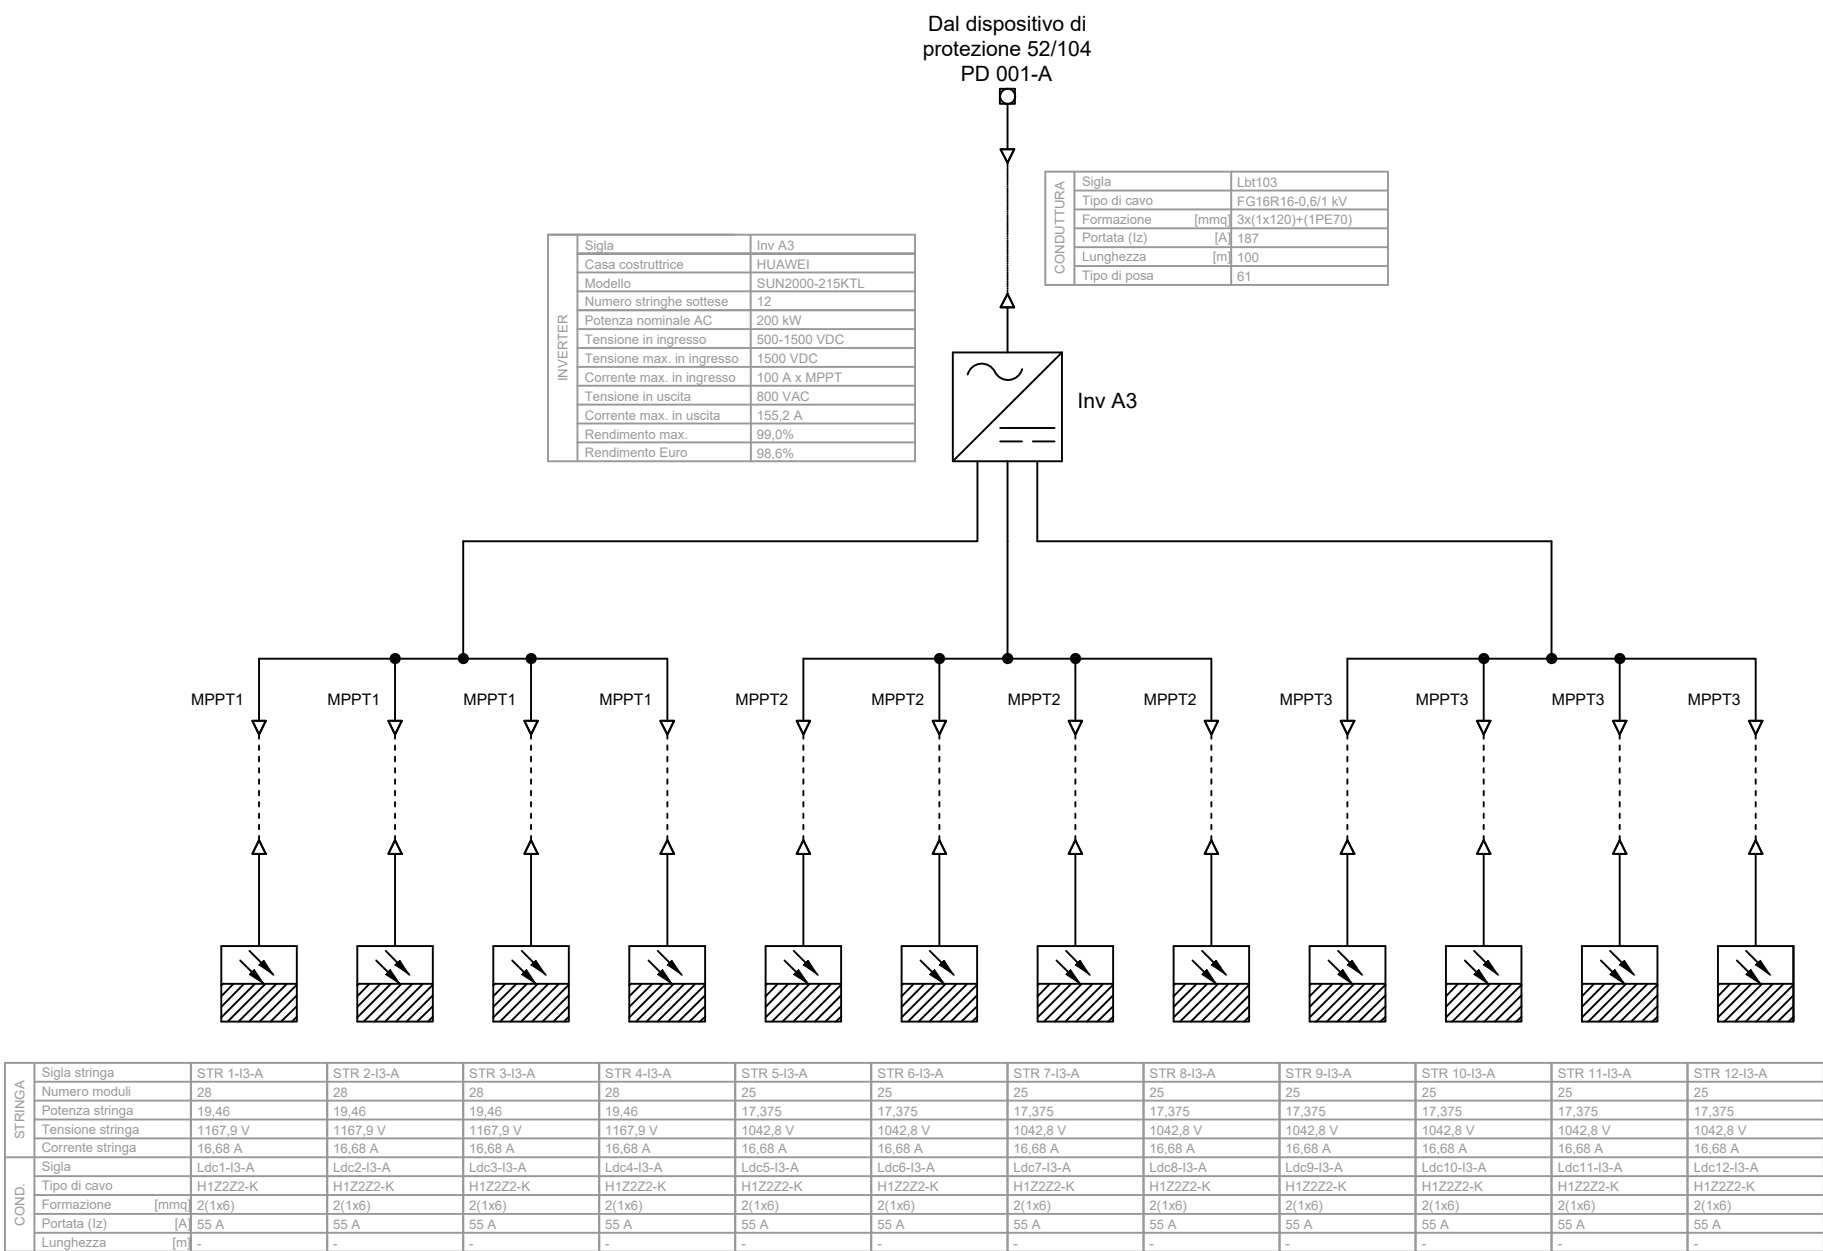 Dal dispositivo di
protezione 52/104
PD 001-A
CONDUTTURA
Sigla Lbt103
Tipo di cavo FG16R16-0,6/1 kV
Formazione [mmq] 3x(1x120)+(1PE70)
Portata (Iz) [A] 187
Lunghezza [m] 100
Tipo di posa 61
INVERTER
Sigla Inv A3
Casa costruttrice HUAWEI
Modello SUN2000-215KTL
Numero stringhe sottese 12
Potenza nominale AC 200 kW
Tensione in ingresso 500-1500 VDC
Tensione max. in ingresso 1500 VDC
Corrente max. in ingresso 100 A x MPPT
Tensione in uscita 800 VAC
Corrente max. in uscita 155,2 A
Rendimento max. 99,0%
Rendimento Euro 98,6%
Inv A3
MPPT1 MPPT1 MPPT1 MPPT1 MPPT2 MPPT2 MPPT2 MPPT2 MPPT3 MPPT3 MPPT3 MPPT3
STRINGA
Sigla stringa STR 1-I3-A STR 2-I3-A STR 3-I3-A STR 4-I3-A STR 5-I3-A STR 6-I3-A STR 7-I3-A STR 8-I3-A STR 9-I3-A STR 10-I3-A STR 11-I3-A STR 12-I3-A
Numero moduli 28 28 28 28 25 25 25 25 25 25 25 25
Potenza stringa 19,46 19,46 19,46 19,46 17,375 17,375 17,375 17,375 17,375 17,375 17,375 17,375
Tensione stringa 1167,9 V 1167,9 V 1167,9 V 1167,9 V 1042,8 V 1042,8 V 1042,8 V 1042,8 V 1042,8 V 1042,8 V 1042,8 V 1042,8 V
Corrente stringa 16,68 A 16,68 A 16,68 A 16,68 A 16,68 A 16,68 A 16,68 A 16,68 A 16,68 A 16,68 A 16,68 A 16,68 A
COND.
Sigla Ldc1-I3-A Ldc2-I3-A Ldc3-I3-A Ldc4-I3-A Ldc5-I3-A Ldc6-I3-A Ldc7-I3-A Ldc8-I3-A Ldc9-I3-A Ldc10-I3-A Ldc11-I3-A Ldc12-I3-A
Tipo di cavo H1Z2Z2-K H1Z2Z2-K H1Z2Z2-K H1Z2Z2-K H1Z2Z2-K H1Z2Z2-K H1Z2Z2-K H1Z2Z2-K H1Z2Z2-K H1Z2Z2-K H1Z2Z2-K H1Z2Z2-K
Formazione [mmq] 2(1x6) 2(1x6) 2(1x6) 2(1x6) 2(1x6) 2(1x6) 2(1x6) 2(1x6) 2(1x6) 2(1x6) 2(1x6) 2(1x6)
Portata (Iz) [A] 55 A 55 A 55 A 55 A 55 A 55 A 55 A 55 A 55 A 55 A 55 A 55 A
Lunghezza [m] - - - - - - - - - - - -